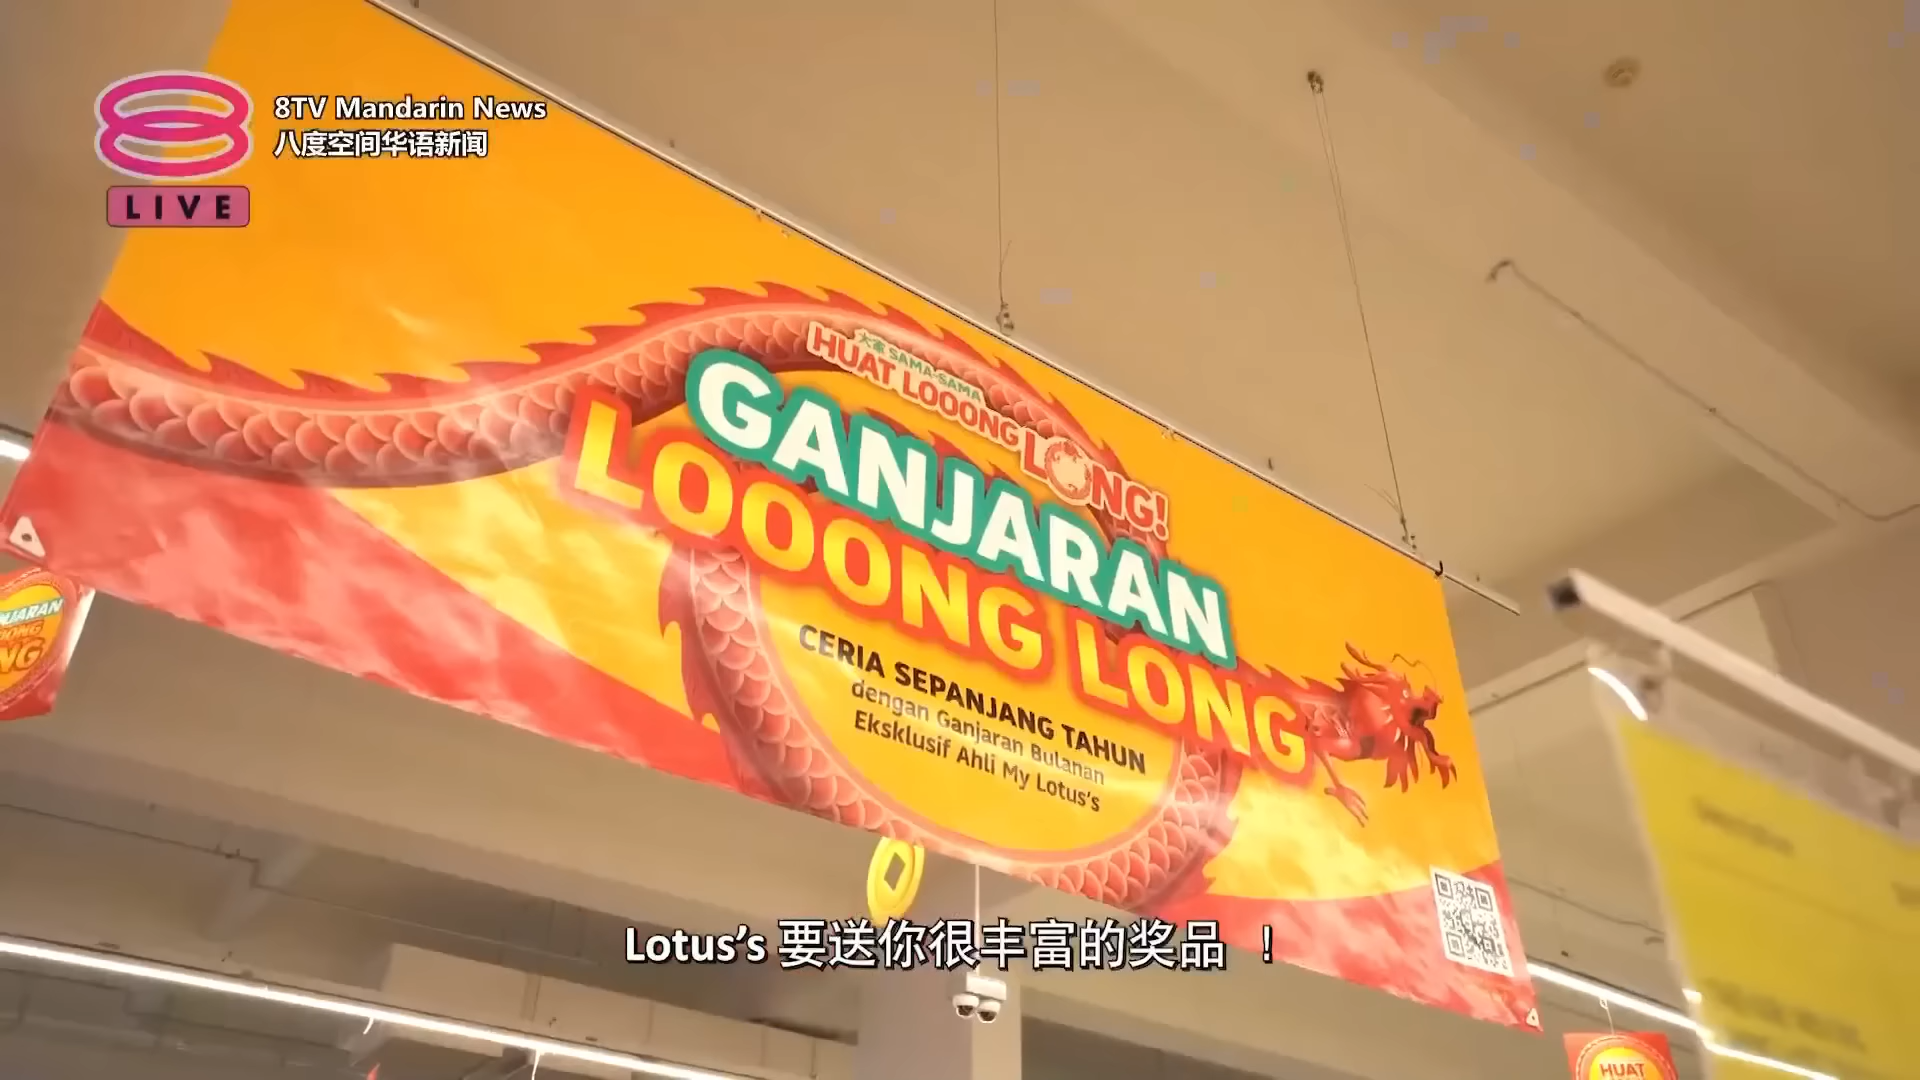 8TV Mandarin News
八度空间华语新闻
LIVE
大家 SAMA-SAMA
HUAT LOOONG LONG!
GANJARAN
LOOONG LONG
CERIA SEPANJANG TAHUN
dengan Ganjaran Bulanan
Eksklusif Ahli My Lotus's
Lotus's 要送你很丰富的奖品 !
HUAT